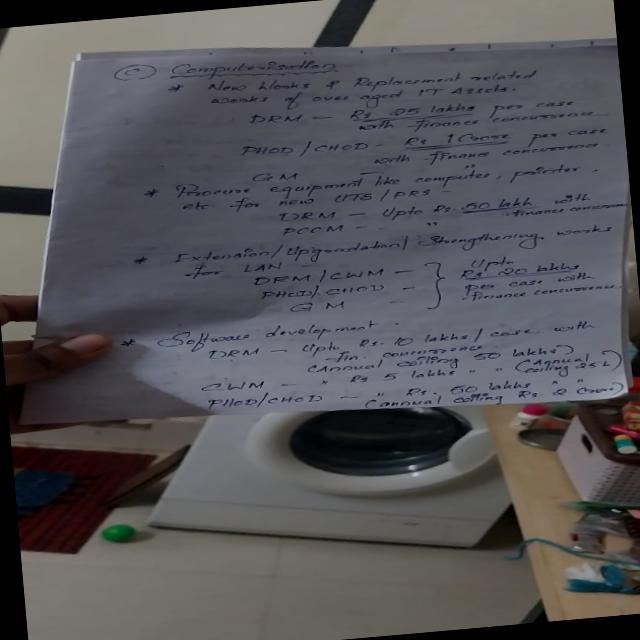 Computerisation
* New works & Replacement related
works of over aged IT Assets.
DRM — Rs 25 lakhs per case
with finance concurrence
PHOD/CHOD - Rs 1 Crore per case
with finance concurrence
GM
* Procure equipment like computer, printer,
etc for new UTS/PRS -
DRM - Upto Rs. 50 lakh with
finance concurrence
PCCM - "
* Extension/Upgradation/Strengthening works
for LAN
DRM/CWM -
PHOD/CHOD -
GM
Upto
Rs 20 lakhs
per case with
finance concurrence
* Software development.
DRM - Upto Rs. 10 lakhs/case with
fin. concurrence
(Annual Ceiling 50 lakhs)
CWM - " Rs 5 lakhs " " (Annual
Ceiling 25 L)
PHOD/CHOD — " Rs. 50 lakhs " "
(annual ceiling Rs. Crore)